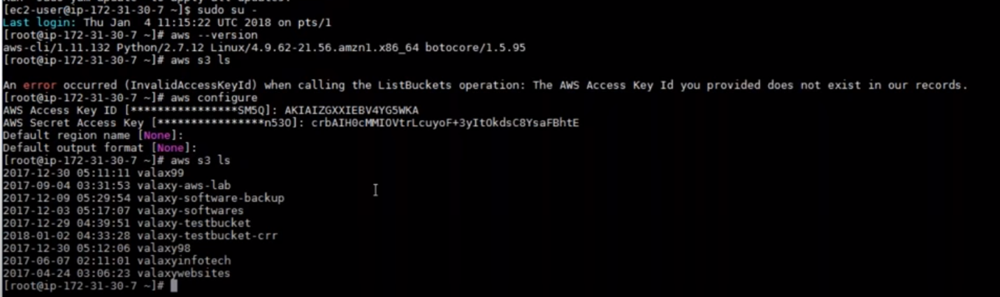 [ec2-user@ip-172-31-30-7 ~]$ sudo su -
Last login: Thu Jan  4 11:15:22 UTC 2018 on pts/1
[root@ip-172-31-30-7 ~]# aws --version
aws-cli/1.11.132 Python/2.7.12 Linux/4.9.62-21.56.amzn1.x86_64 botocore/1.5.95
[root@ip-172-31-30-7 ~]# aws s3 ls
An error occurred (InvalidAccessKeyId) when calling the ListBuckets operation: The AWS Access Key Id you provided does not exist in our records.
[root@ip-172-31-30-7 ~]# aws configure
AWS Access Key ID [****************SM5Q]: AKIAIZGXXIEBV4YG5WKA
AWS Secret Access Key [****************n53O]: 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
Default region name [None]:
Default output format [None]:
[root@ip-172-31-30-7 ~]# aws s3 ls
2017-12-30 05:11:11 valax99
2017-09-04 03:31:53 valaxy-aws-lab
2017-12-09 05:29:54 valaxy-software-backup
2017-12-03 05:17:07 valaxy-softwares
2017-12-29 04:39:51 valaxy-testbucket
2018-01-02 04:33:28 valaxy-testbucket-crr
2017-12-30 05:12:06 valaxy98
2017-06-07 02:11:01 valaxyinfotech
2017-04-24 03:06:23 valaxywebsites
[root@ip-172-31-30-7 ~]#